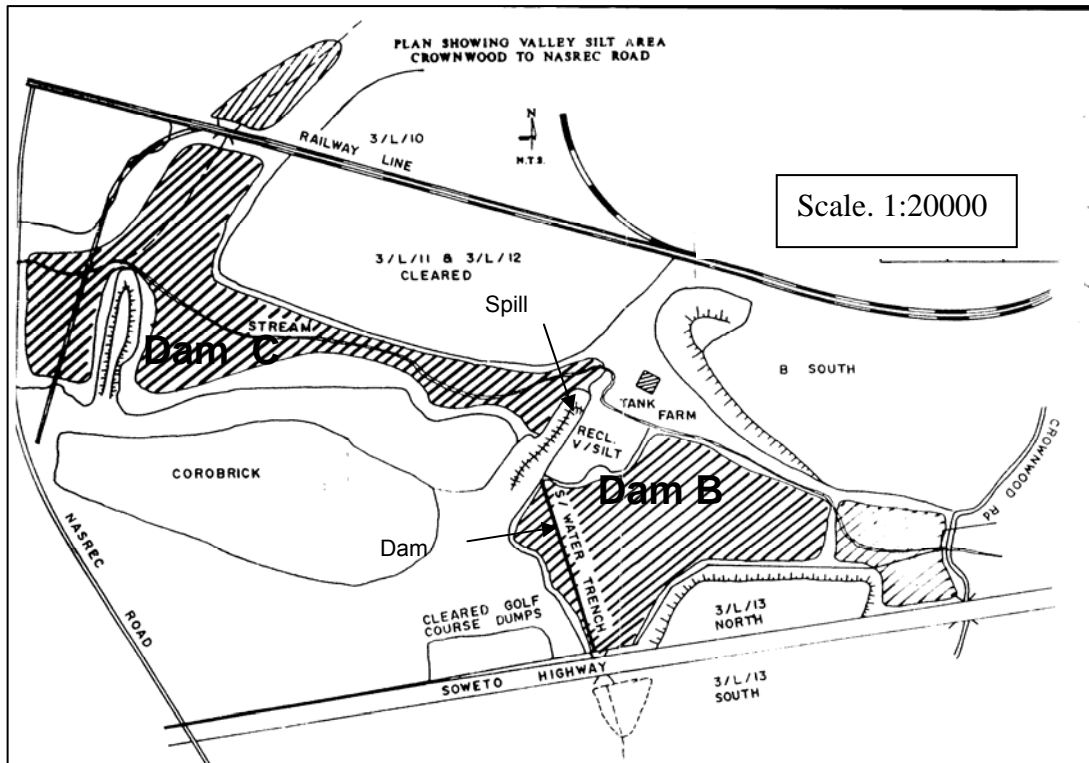 PLAN SHOWING VALLEY SILT AREA
CROWNWOOD TO NASREC ROAD
N
N.T.S.
3/L/10
RAILWAY LINE
Scale. 1:20000
3/L/11 & 3/L/12
CLEARED
Spill
STREAM
Dam C
B SOUTH
TANK
FARM
RECL.
V/SILT
CROWNWOOD
Rd
COROBRICK
Dam B
S/WATER TRENCH
Dam
NASREC
ROAD
CLEARED GOLF
COURSE DUMPS
3/L/13
NORTH
SOWETO HIGHWAY
3/L/13
SOUTH